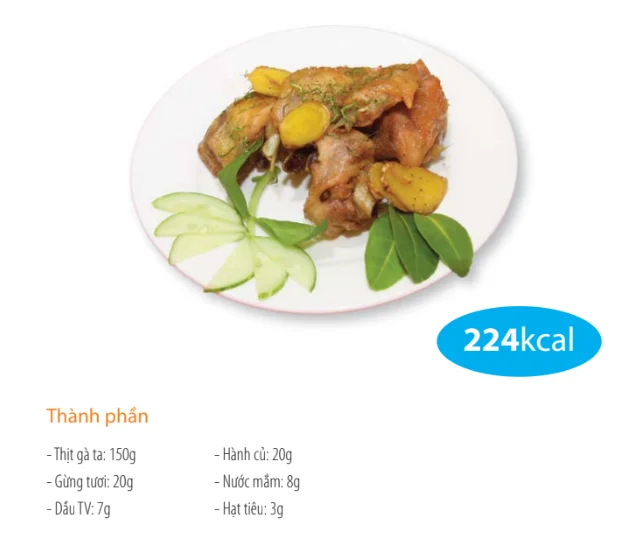 224kcal
Thành phần
- Thịt gà ta: 150g
- Gừng tươi: 20g
- Dầu TV: 7g
- Hành củ: 20g
- Nước mắm: 8g
- Hạt tiêu: 3g